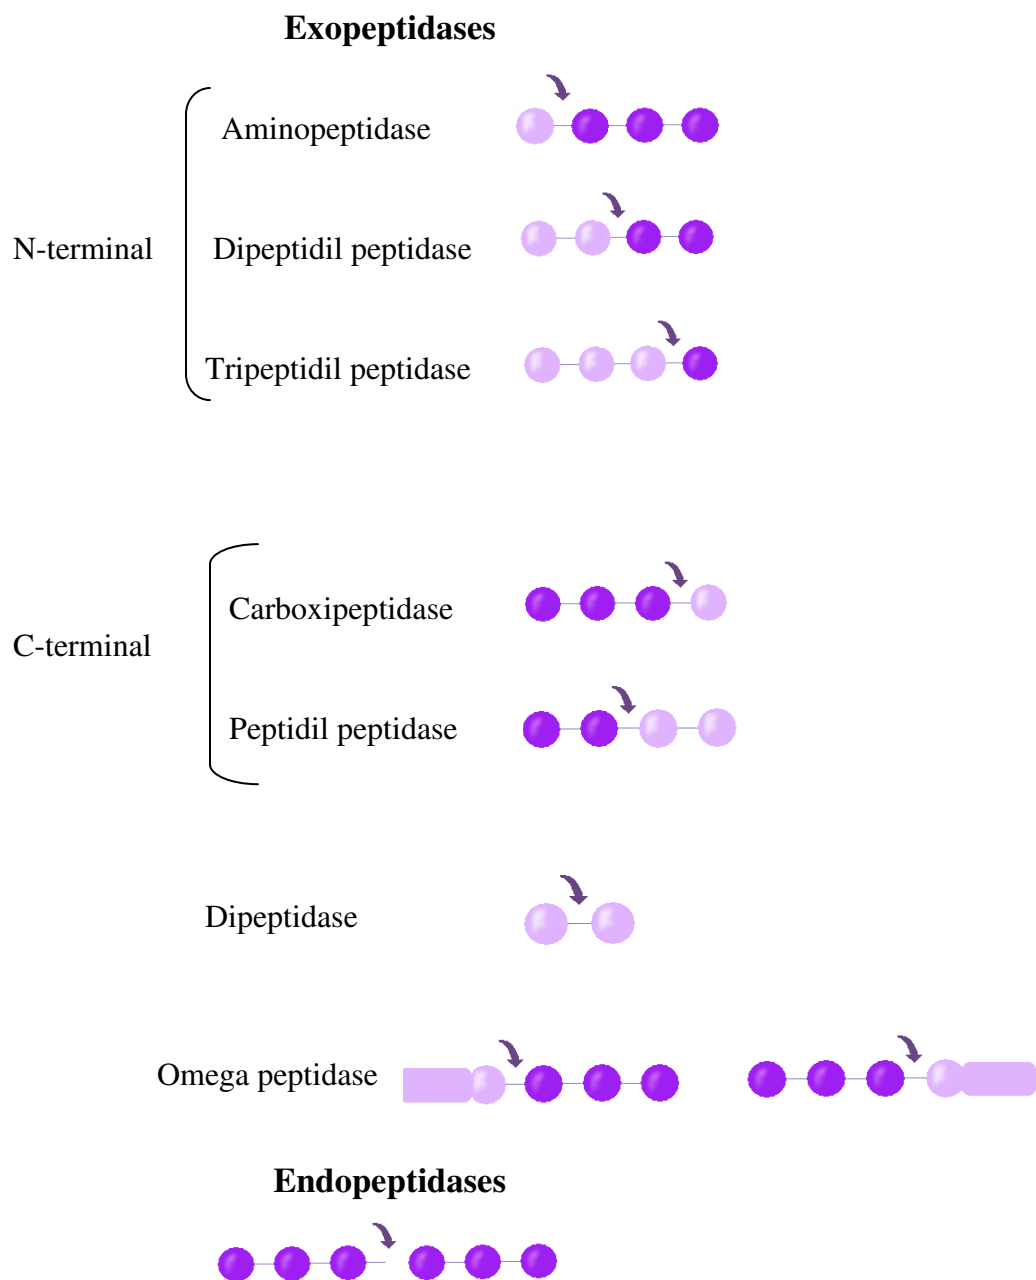 Exopeptidases
Aminopeptidase
N-terminal
Dipeptidil peptidase
Tripeptidil peptidase
Carboxipeptidase
C-terminal
Peptidil peptidase
Dipeptidase
Omega peptidase
Endopeptidases